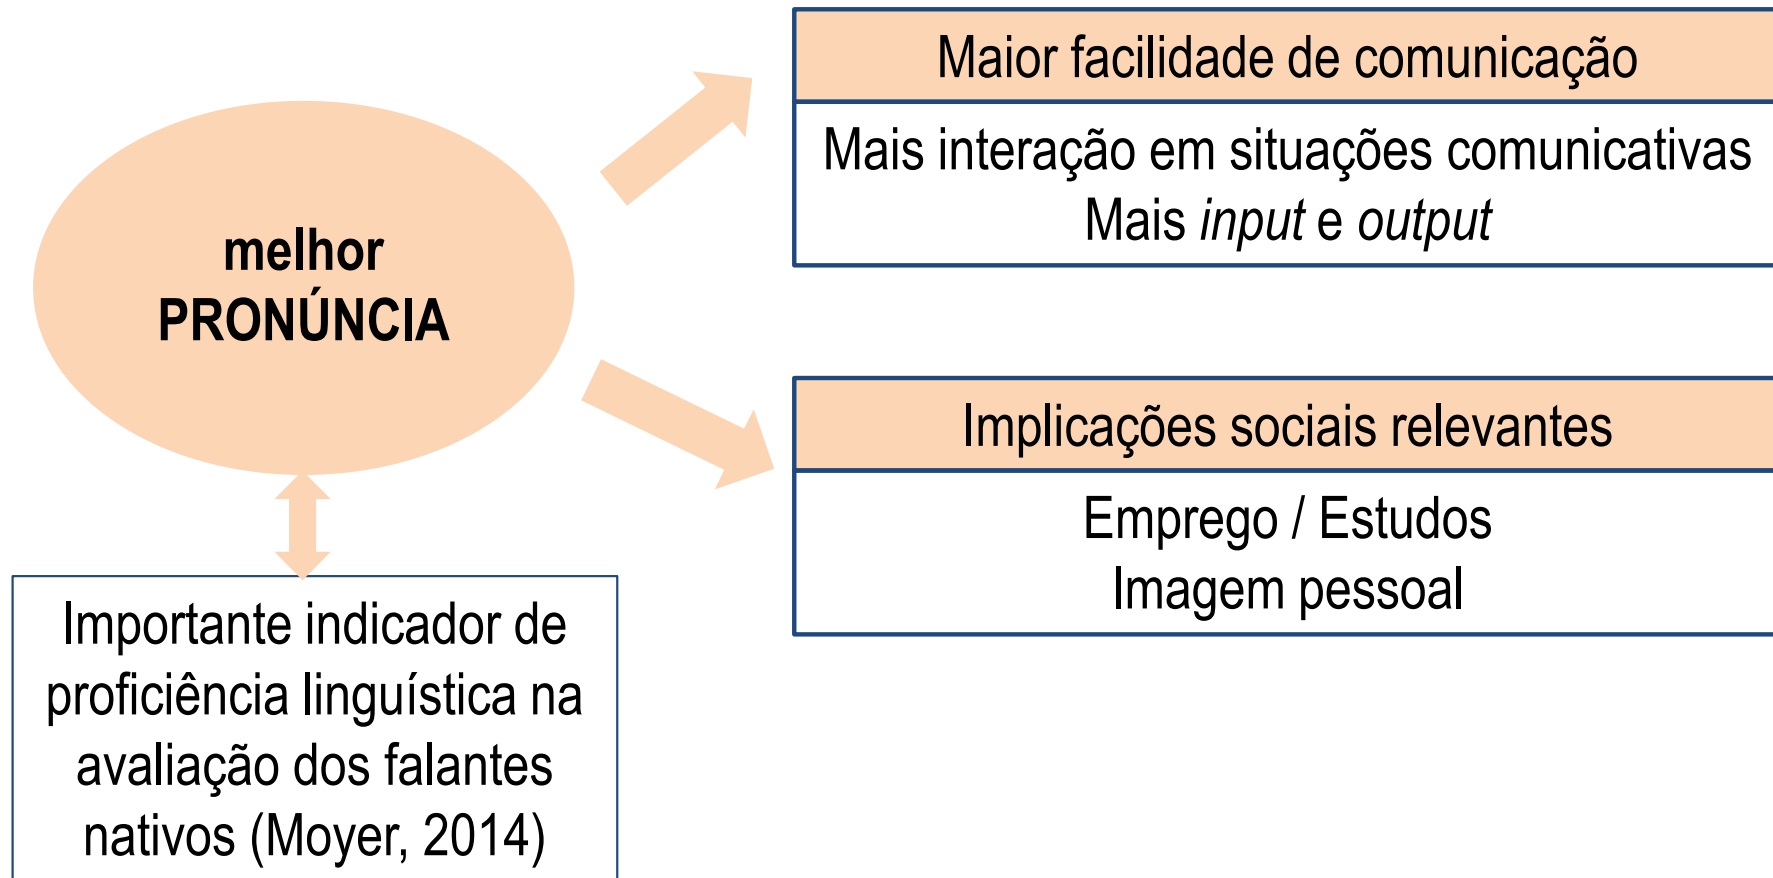 melhor
PRONÚNCIA
Maior facilidade de comunicação
Mais interação em situações comunicativas
Mais input e output
Implicações sociais relevantes
Emprego / Estudos
Imagem pessoal
Importante indicador de
proficiência linguística na
avaliação dos falantes
nativos (Moyer, 2014)